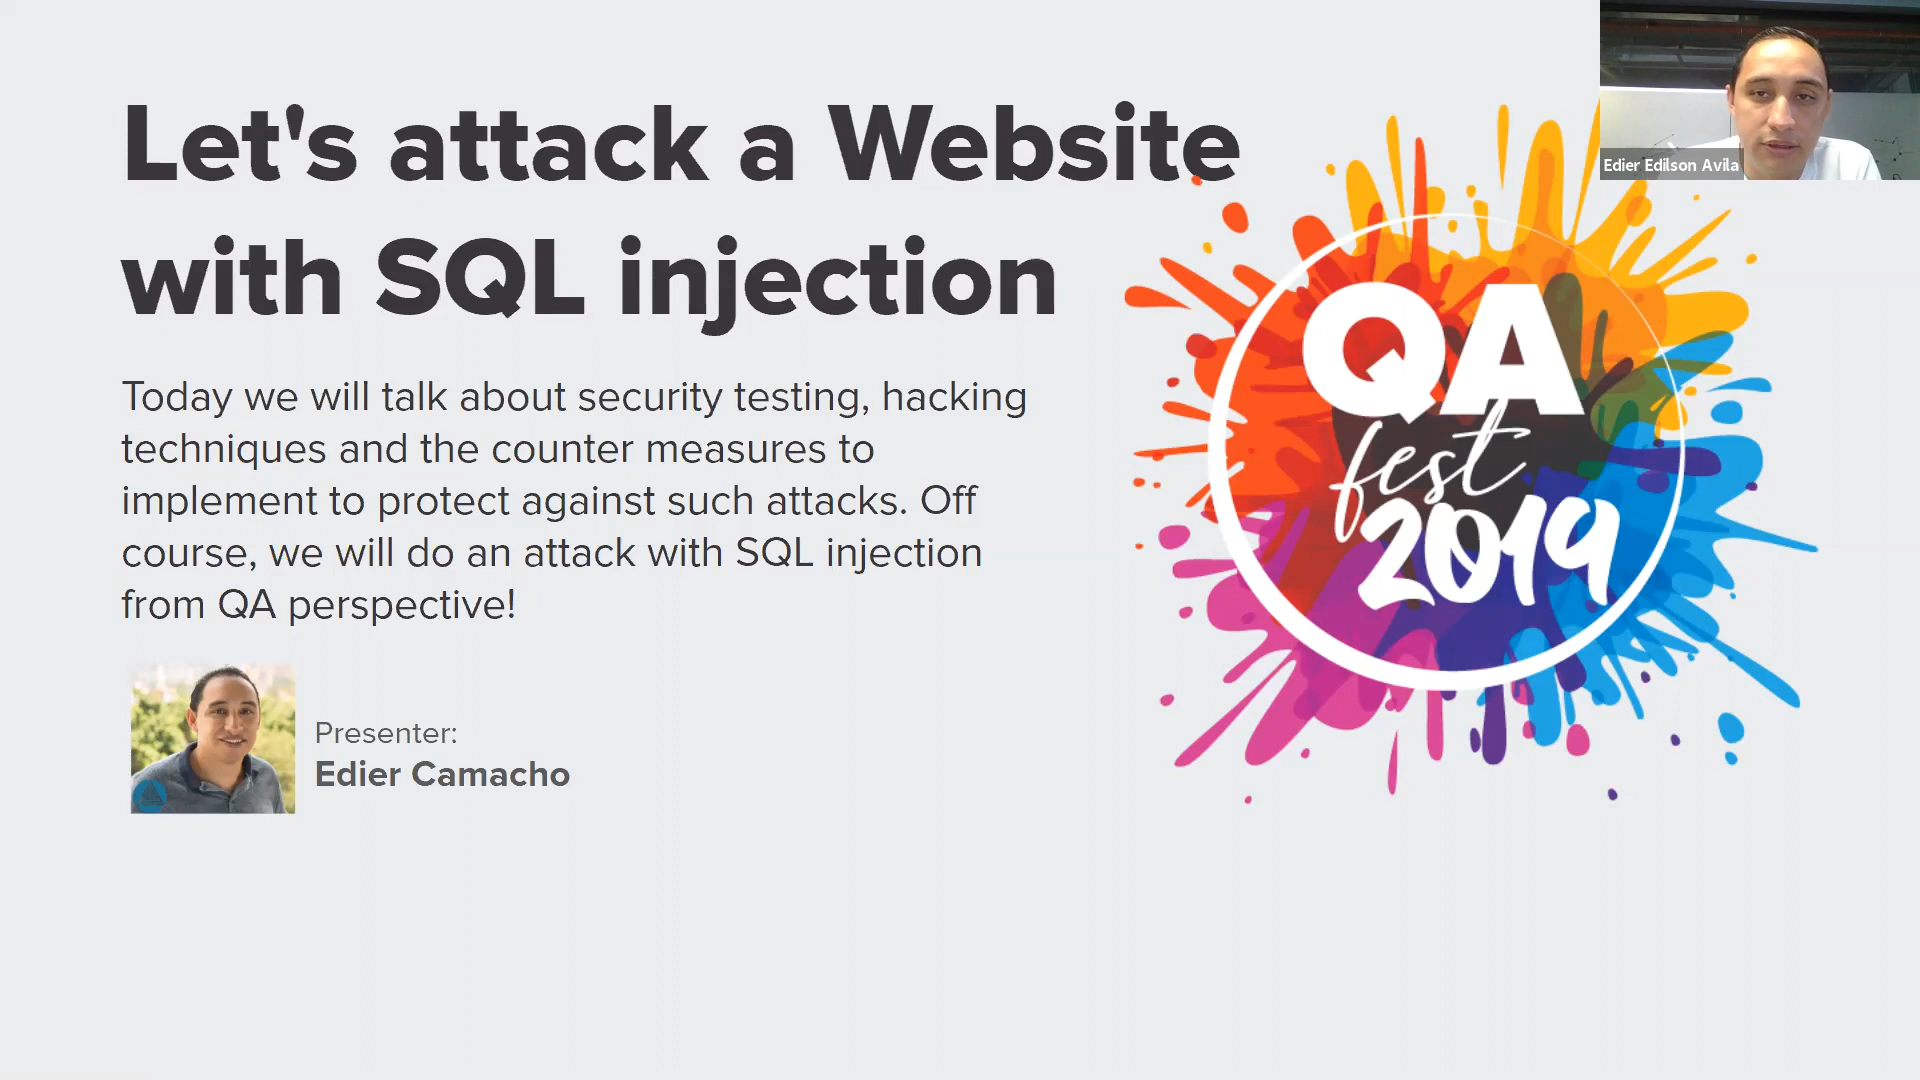 Let's attack a Website
with SQL injection
Today we will talk about security testing, hacking
techniques and the counter measures to
implement to protect against such attacks. Off
course, we will do an attack with SQL injection
from QA perspective!
Presenter:
Edier Camacho
QA
fest
2019
Edier Edilson Avila